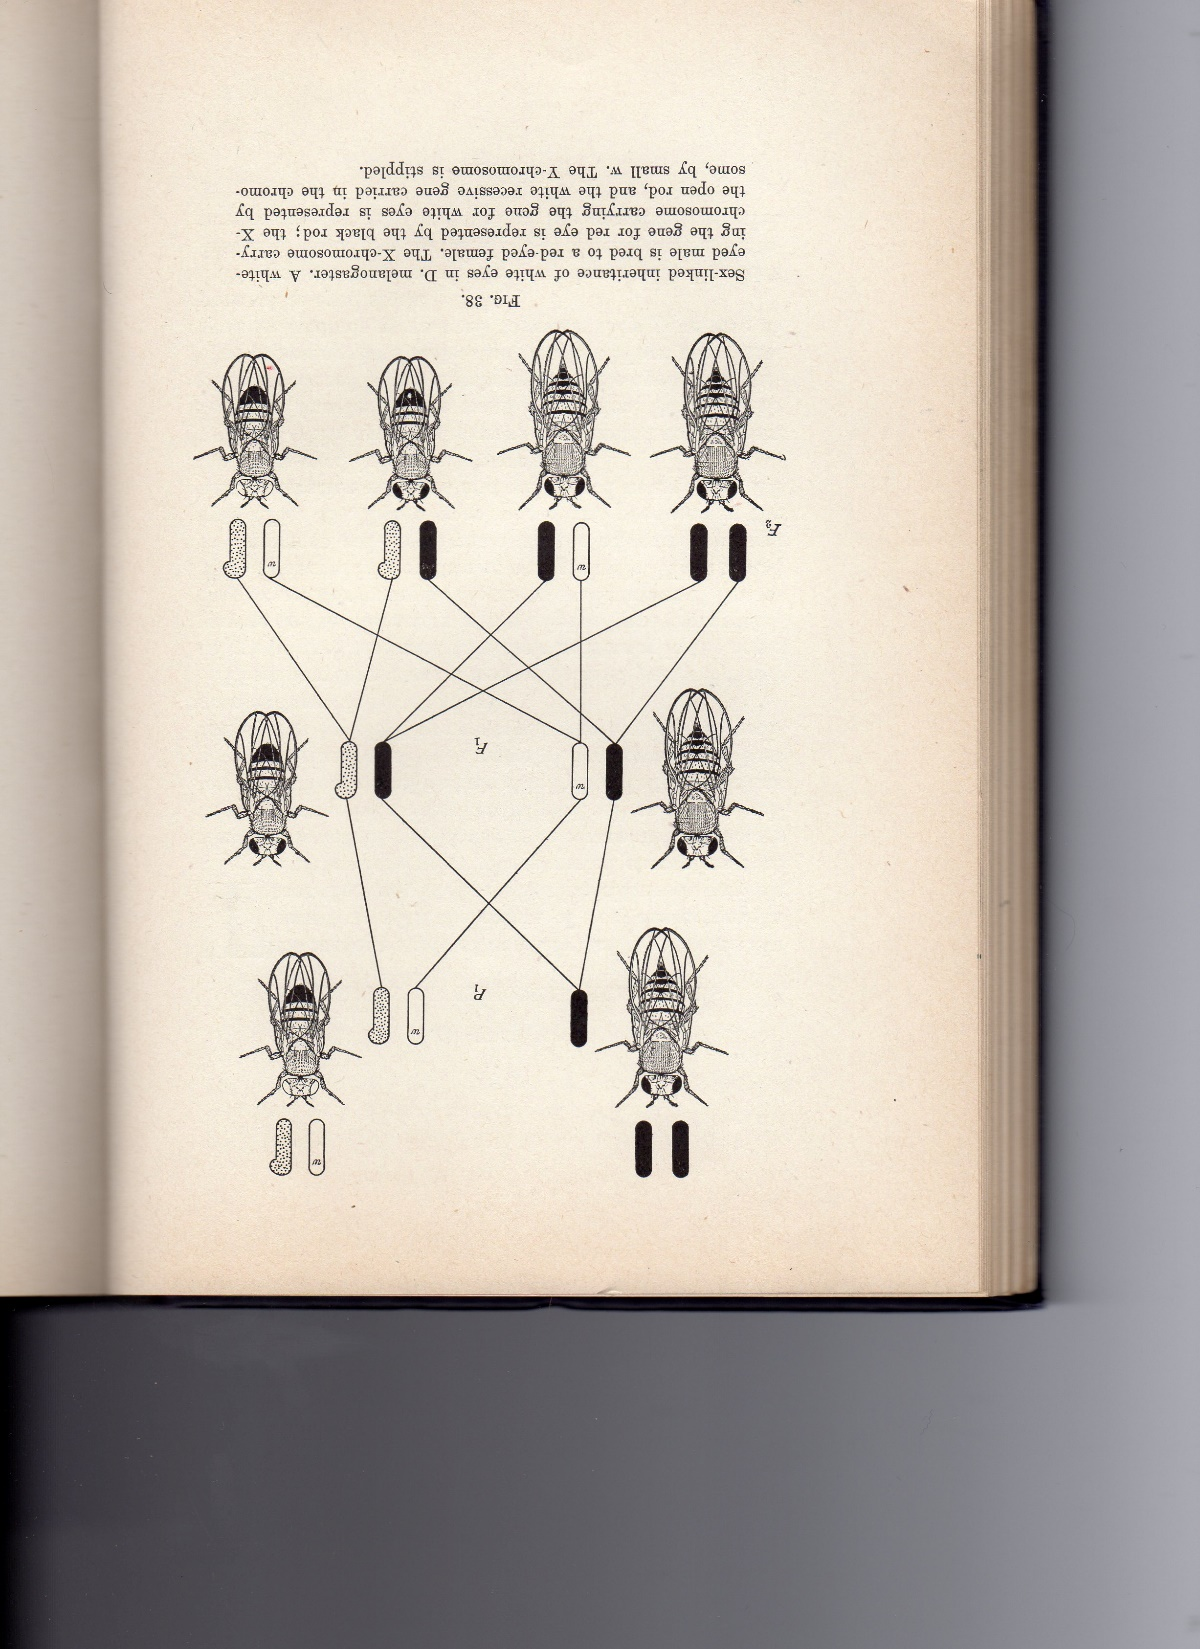 w
w
P₁
w
F₁
F₂
w
w
FIG. 38.
Sex-linked inheritance of white eyes in D. melanogaster. A white-
eyed male is bred to a red-eyed female. The X-chromosome carry-
ing the gene for red eye is represented by the black rod; the X-
chromosome carrying the gene for white eyes is represented by
the open rod, and the white recessive gene carried in the chromo-
some, by small w. The Y-chromosome is stippled.